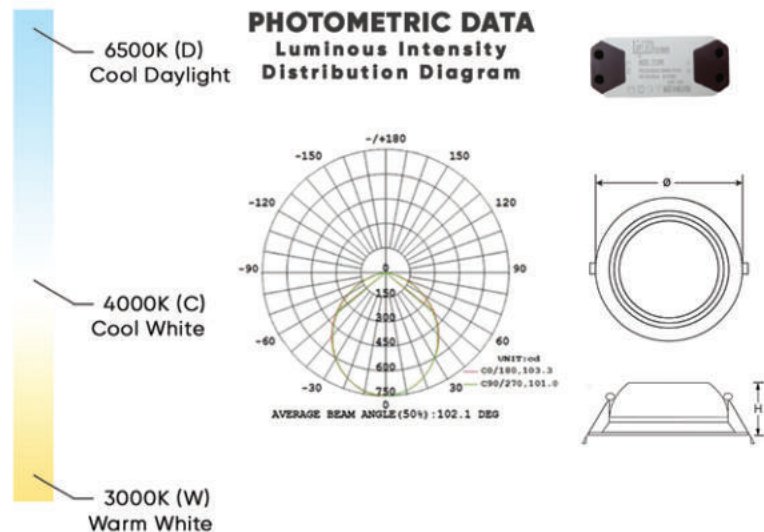 6500K (D)
Cool Daylight
4000K (C)
Cool White
3000K (W)
Warm White
PHOTOMETRIC DATA
Luminous Intensity
Distribution Diagram
-/+180
-150
150
-120
120
-90
90
-60
60
-30
30
0
0
150
300
450
600
750
UNIT:cd
C0/180,103.3
C90/270,101.0
AVERAGE BEAM ANGLE(50%):102.1 DEG
Ø
H